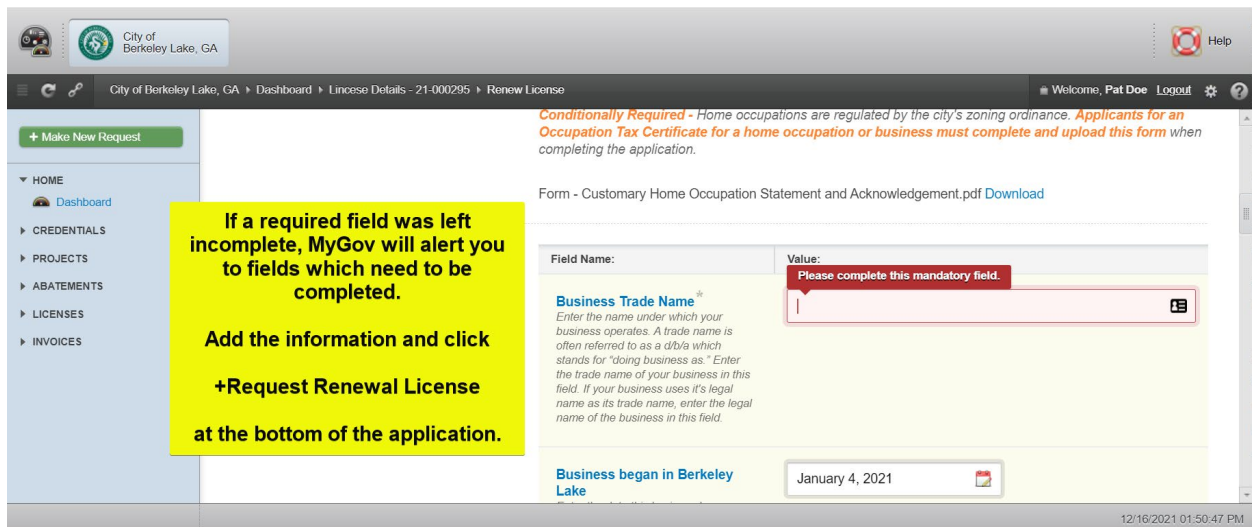 City of
Berkeley Lake, GA
Help
City of Berkeley Lake, GA Dashboard Lincese Details - 21-000295 Renew License
Welcome, Pat Doe Logout
+ Make New Request
HOME
Dashboard
CREDENTIALS
PROJECTS
ABATEMENTS
LICENSES
INVOICES
If a required field was left
incomplete, MyGov will alert you
to fields which need to be
completed.
Add the information and click
+Request Renewal License
at the bottom of the application.
Conditionally Required - Home occupations are regulated by the city's zoning ordinance. Applicants for an
Occupation Tax Certificate for a home occupation or business must complete and upload this form when
completing the application.
Form - Customary Home Occupation Statement and Acknowledgement.pdf Download
Field Name: Value:
Please complete this mandatory field.
Business Trade Name *
Enter the name under which your
business operates. A trade name is
often referred to as a d/b/a which
stands for "doing business as." Enter
the trade name of your business in this
field. If your business uses it's legal
name as its trade name, enter the legal
name of the business in this field.
Business began in Berkeley
Lake
January 4, 2021
12/16/2021 01:50:47 PM